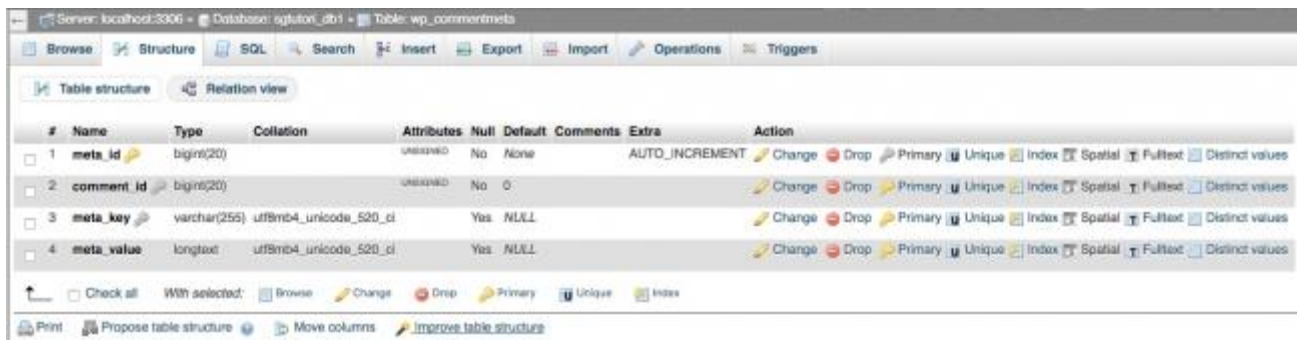 Server: localhost:3306 » Database: sgtutori_db1 » Table: wp_commentmeta
Browse Structure SQL Search Insert Export Import Operations Triggers
Table structure Relation view
# Name Type Collation Attributes Null Default Comments Extra Action
1 meta_id bigint(20) UNSIGNED No None AUTO_INCREMENT Change Drop Primary Unique Index Spatial Fulltext Distinct values
2 comment_id bigint(20) UNSIGNED No 0 Change Drop Primary Unique Index Spatial Fulltext Distinct values
3 meta_key varchar(255) utf8mb4_unicode_520_ci Yes NULL Change Drop Primary Unique Index Spatial Fulltext Distinct values
4 meta_value longtext utf8mb4_unicode_520_ci Yes NULL Change Drop Primary Unique Index Spatial Fulltext Distinct values
Check all With selected: Browse Change Drop Primary Unique Index
Print Propose table structure Move columns Improve table structure